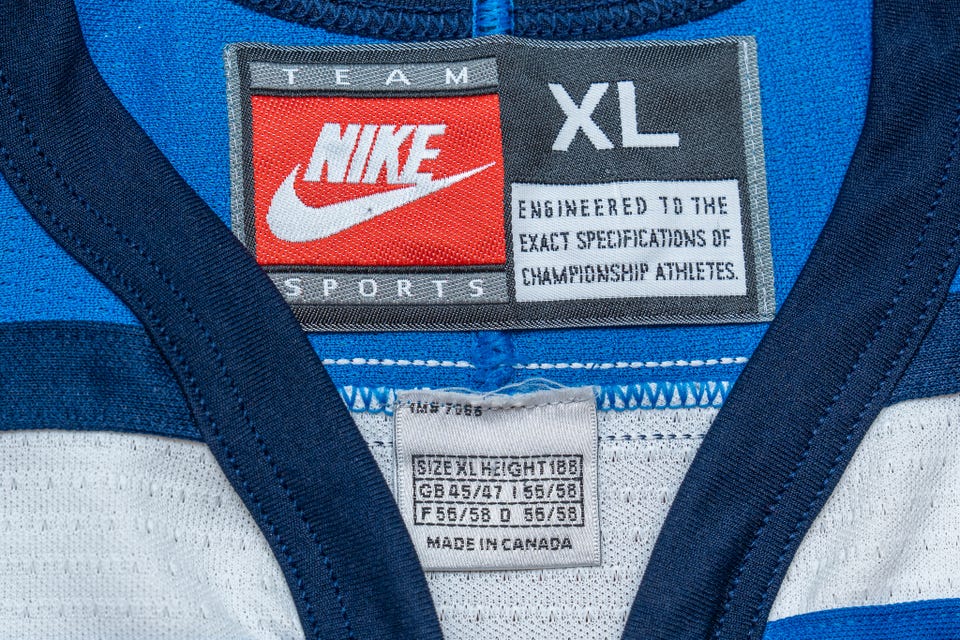 TEAM
NIKE
SPORTS
XL
ENGINEERED TO THE
EXACT SPECIFICATIONS OF
CHAMPIONSHIP ATHLETES.
SIZE XL HEIGHT 188
GB 45/47 I 56/58
F 56/58 D 56/58
MADE IN CANADA